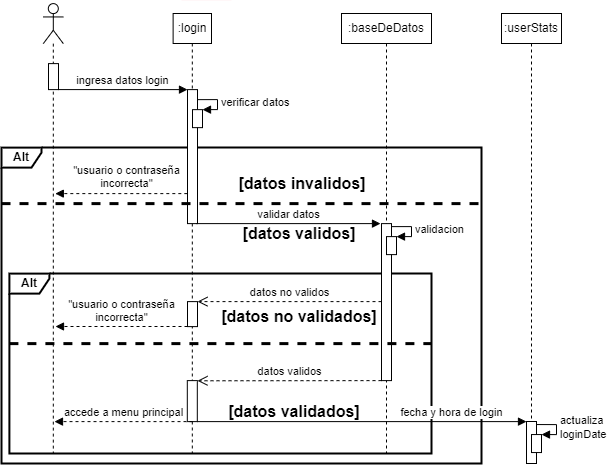 :login
:baseDeDatos
:userStats
ingresa datos login
verificar datos
Alt
"usuario o contraseña
incorrecta"
[datos invalidos]
validar datos
[datos validos]
validacion
Alt
datos no validos
"usuario o contraseña
incorrecta"
[datos no validados]
datos validos
accede a menu principal
[datos validados]
fecha y hora de login
actualiza
loginDate